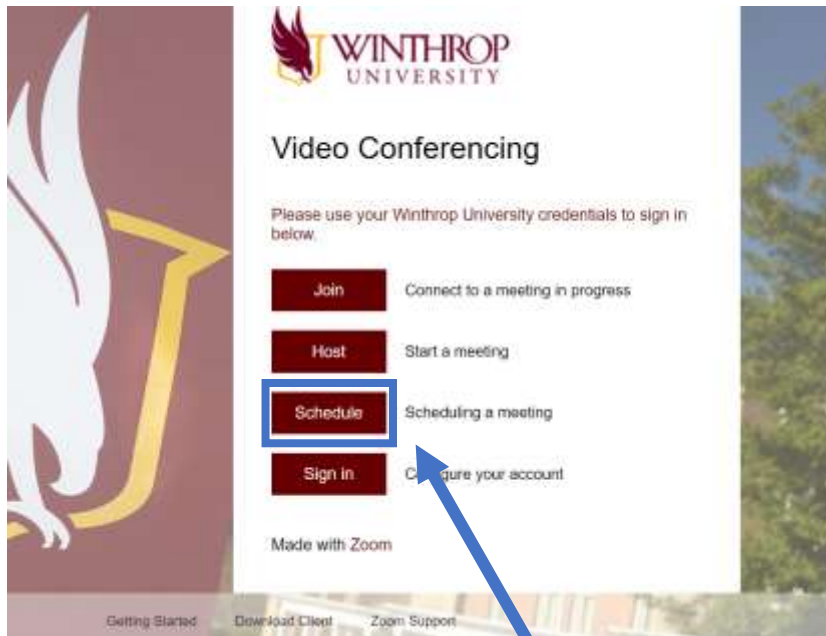 WINTHROP
UNIVERSITY
Video Conferencing
Please use your Winthrop University credentials to sign in
below.
Join Connect to a meeting in progress
Host Start a meeting
Schedule Scheduling a meeting
Sign in your account
Made with Zoom
Getting Started Download Client Zoom Support